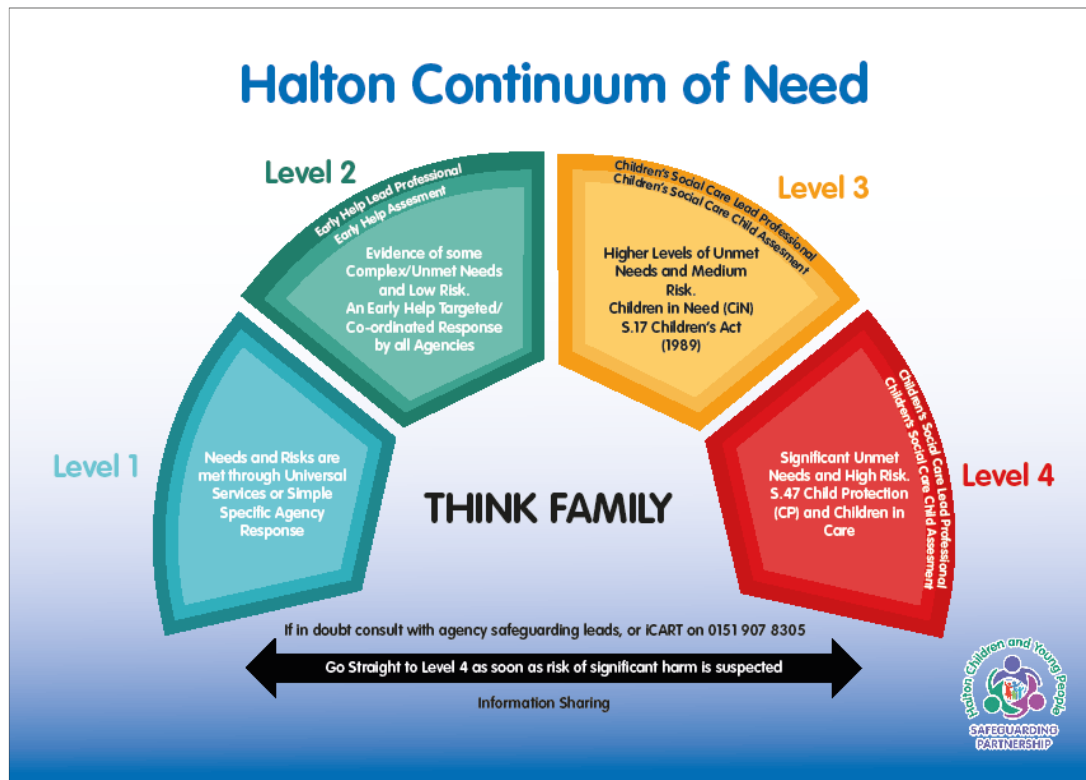 Halton Continuum of Need
Level 1
Needs and Risks are
met through Universal
Services or Simple
Specific Agency
Response
Level 2
Early Help Lead Professional
Early Help Assesment
Evidence of some
Complex/Unmet Needs
and Low Risk.
An Early Help Targeted/
Co-ordinated Response
by all Agencies
Level 3
Children's Social Care Lead Professional
Children's Social Care Child Assesment
Higher Levels of Unmet
Needs and Medium
Risk.
Children in Need (CiN)
S.17 Children's Act
(1989)
Level 4
Children's Social Care Lead Professional
Children's Social Care Child Assesment
Significant Unmet
Needs and High Risk.
S.47 Child Protection
(CP) and Children in
Care
THINK FAMILY
If in doubt consult with agency safeguarding leads, or iCART on 0151 907 8305
Go Straight to Level 4 as soon as risk of significant harm is suspected
Information Sharing
Halton Children and Young People
SAFEGUARDING
PARTNERSHIP